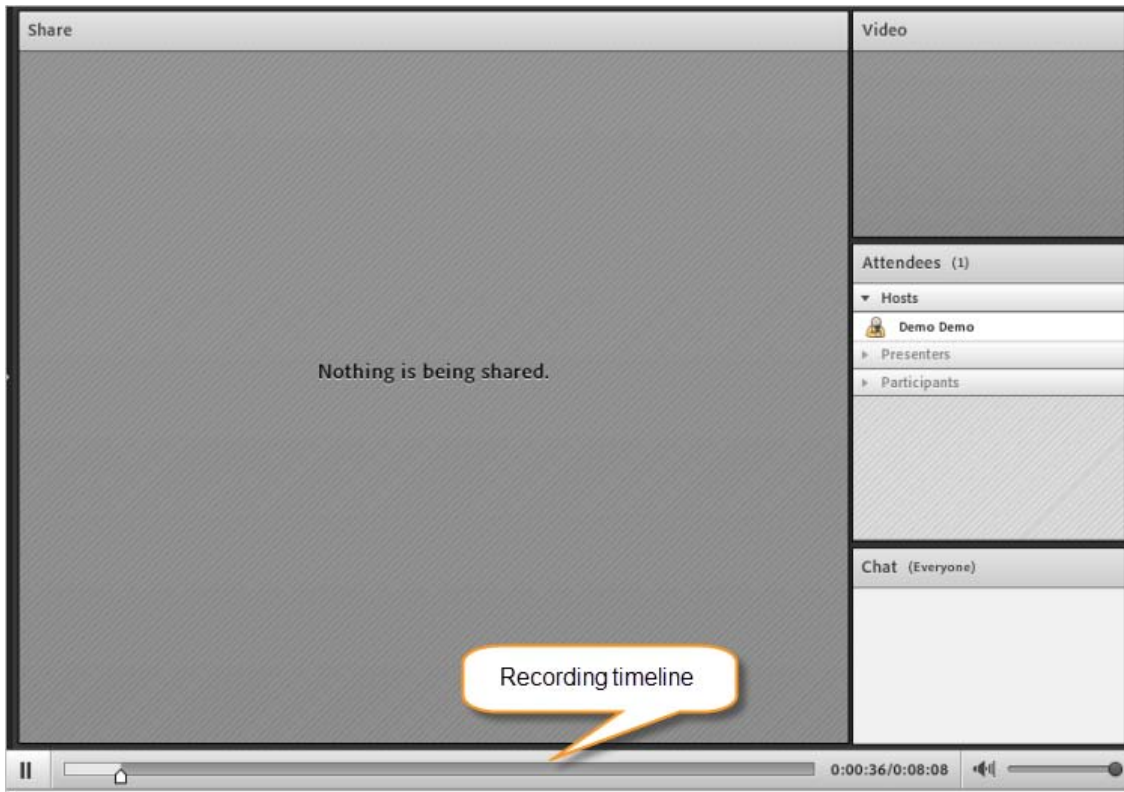 Share
Nothing is being shared.
Recording timeline
0:00:36/0:08:08
Video
Attendees (1)
Hosts
Demo Demo
Presenters
Participants
Chat (Everyone)